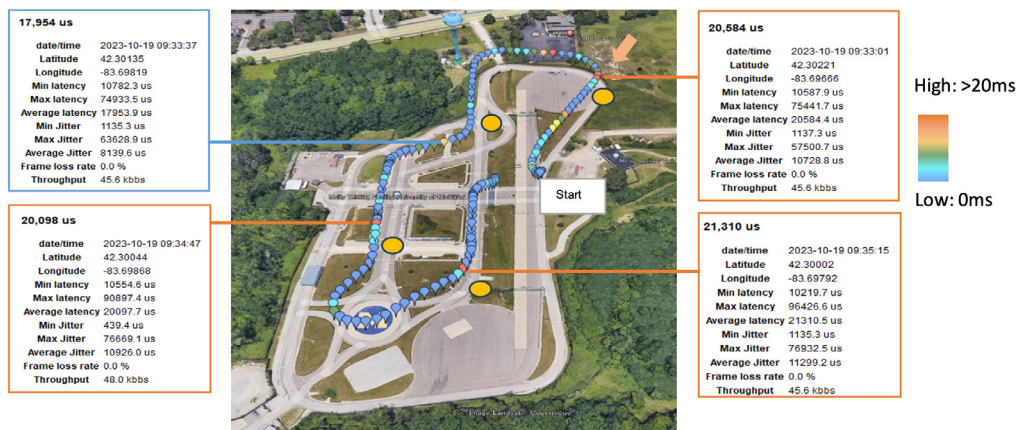 17,954 us
date/time 2023-10-19 09:33:37
Latitude 42.30135
Longitude -83.69819
Min latency 10782.3 us
Max latency 74933.5 us
Average latency 17953.9 us
Min Jitter 1135.3 us
Max Jitter 63628.9 us
Average Jitter 8139.6 us
Frame loss rate 0.0 %
Throughput 45.6 kbbs
20,098 us
date/time 2023-10-19 09:34:47
Latitude 42.30044
Longitude -83.69868
Min latency 10554.6 us
Max latency 90897.4 us
Average latency 20097.7 us
Min Jitter 439.4 us
Max Jitter 76669.1 us
Average Jitter 10926.0 us
Frame loss rate 0.0 %
Throughput 48.0 kbbs
Start
Image Landsat / Copernicus
20,584 us
date/time 2023-10-19 09:33:01
Latitude 42.30221
Longitude -83.69666
Min latency 10587.9 us
Max latency 75441.7 us
Average latency 20584.4 us
Min Jitter 1137.3 us
Max Jitter 57500.7 us
Average Jitter 10728.8 us
Frame loss rate 0.0 %
Throughput 45.6 kbbs
21,310 us
date/time 2023-10-19 09:35:15
Latitude 42.30002
Longitude -83.69792
Min latency 10219.7 us
Max latency 96426.6 us
Average latency 21310.5 us
Min Jitter 1135.3 us
Max Jitter 76932.5 us
Average Jitter 11299.2 us
Frame loss rate 0.0 %
Throughput 45.6 kbbs
High: >20ms
Low: 0ms